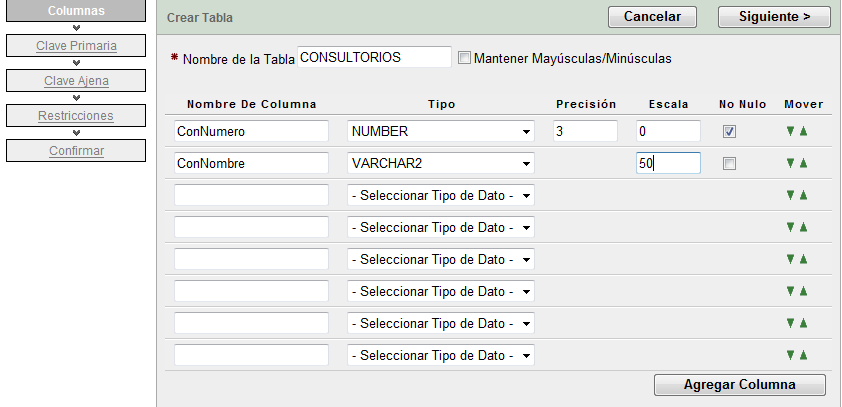 Columnas
Clave Primaria
Clave Ajena
Restricciones
Confirmar
Crear Tabla
Cancelar
Siguiente >
* Nombre de la Tabla CONSULTORIOS Mantener Mayúsculas/Minúsculas
Nombre De Columna Tipo Precisión Escala No Nulo Mover
ConNumero NUMBER 3 0
ConNombre VARCHAR2 50
- Seleccionar Tipo de Dato -
- Seleccionar Tipo de Dato -
- Seleccionar Tipo de Dato -
- Seleccionar Tipo de Dato -
- Seleccionar Tipo de Dato -
- Seleccionar Tipo de Dato -
Agregar Columna